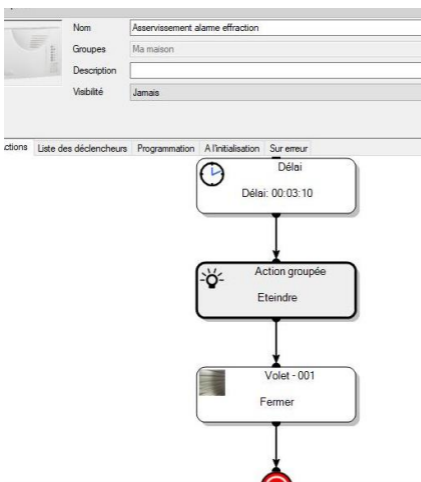 Nom Asservissement alarme effraction
Groupes Ma maison
Description
Visibilité Jamais
ctions Liste des déclencheurs Programmation A l'initialisation Sur erreur
Délai
Délai: 00:03:10
Action groupée
Eteindre
Volet - 001
Fermer